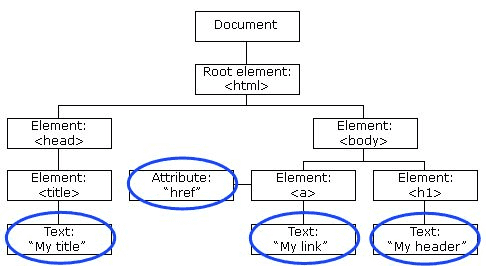 Document
Root element:
<html>
Element:
<head>
Element:
<body>
Element:
<title>
Attribute:
“href”
Element:
<a>
Element:
<h1>
Text:
“My title”
Text:
“My link”
Text:
“My header”